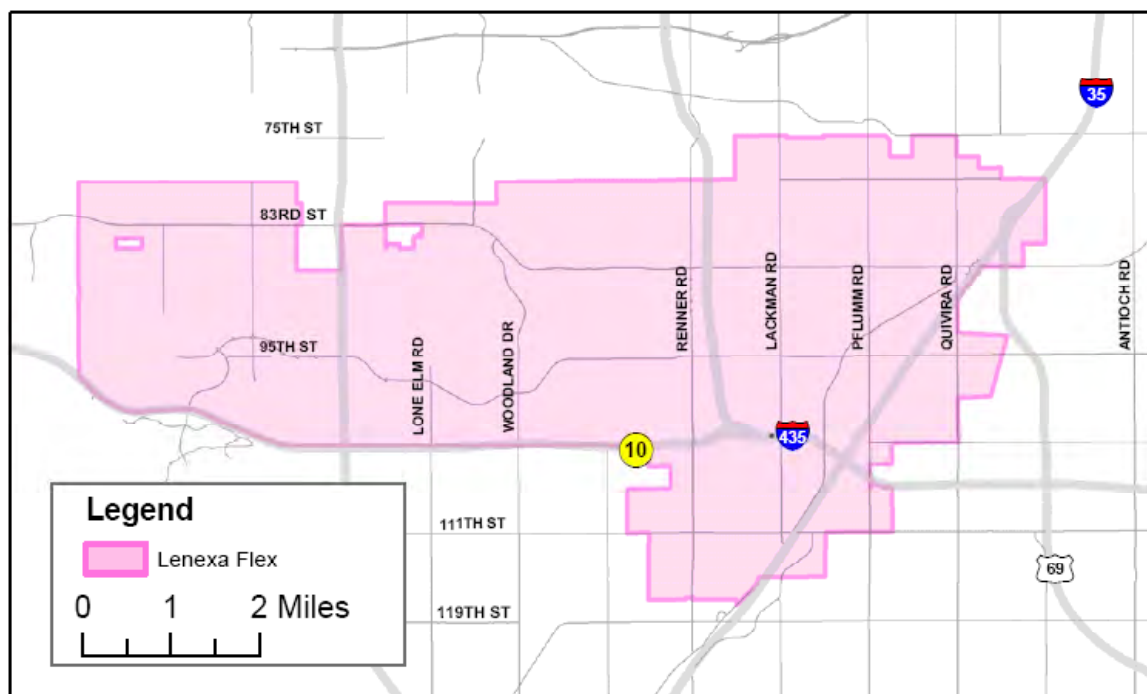 35
75TH ST
83RD ST
RENNER RD
LACKMAN RD
PFLUMM RD
QUIVIRA RD
ANTIOCH RD
95TH ST
LONE ELM RD
WOODLAND DR
10
435
Legend
Lenexa Flex
0 1 2 Miles
111TH ST
69
119TH ST